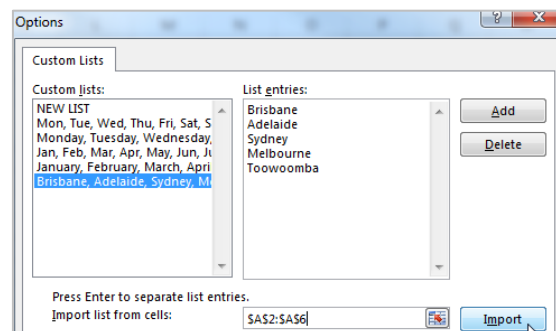 Options
?
X
Custom Lists
Custom lists:
List entries:
NEW LIST
Mon, Tue, Wed, Thu, Fri, Sat, S
Monday, Tuesday, Wednesday,
Jan, Feb, Mar, Apr, May, Jun, Ju
January, February, March, April
Brisbane, Adelaide, Sydney, Me
Brisbane
Adelaide
Sydney
Melbourne
Toowoomba
Add
Delete
Press Enter to separate list entries.
Import list from cells:
$A$2:$A$6
Import